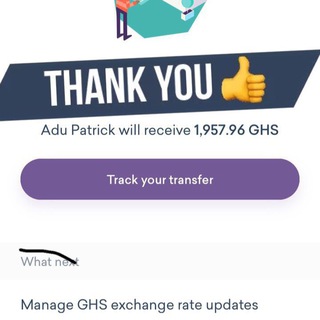 THANK YOU👍
Adu Patrick will receive 1,957.96 GHS
Track your transfer
What next
Manage GHS exchange rate updates